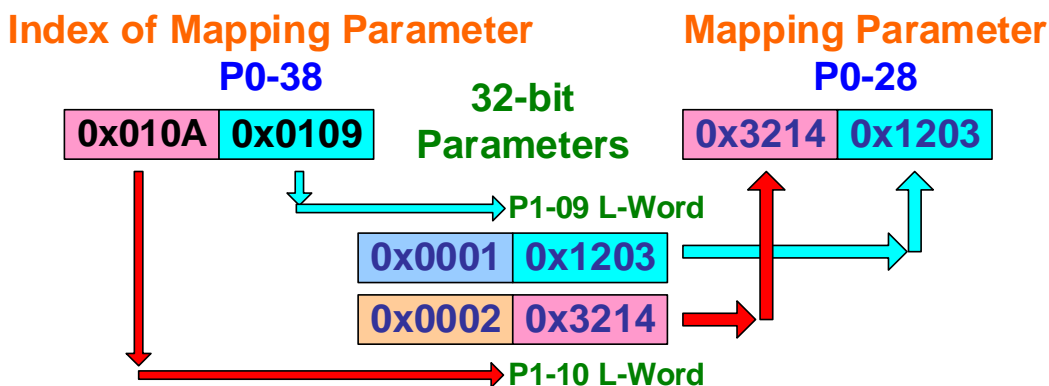 Index of Mapping Parameter
Mapping Parameter
P0-38
P0-28
32-bit
Parameters
0x010A 0x0109
0x3214 0x1203
P1-09 L-Word
0x0001 0x1203
0x0002 0x3214
P1-10 L-Word